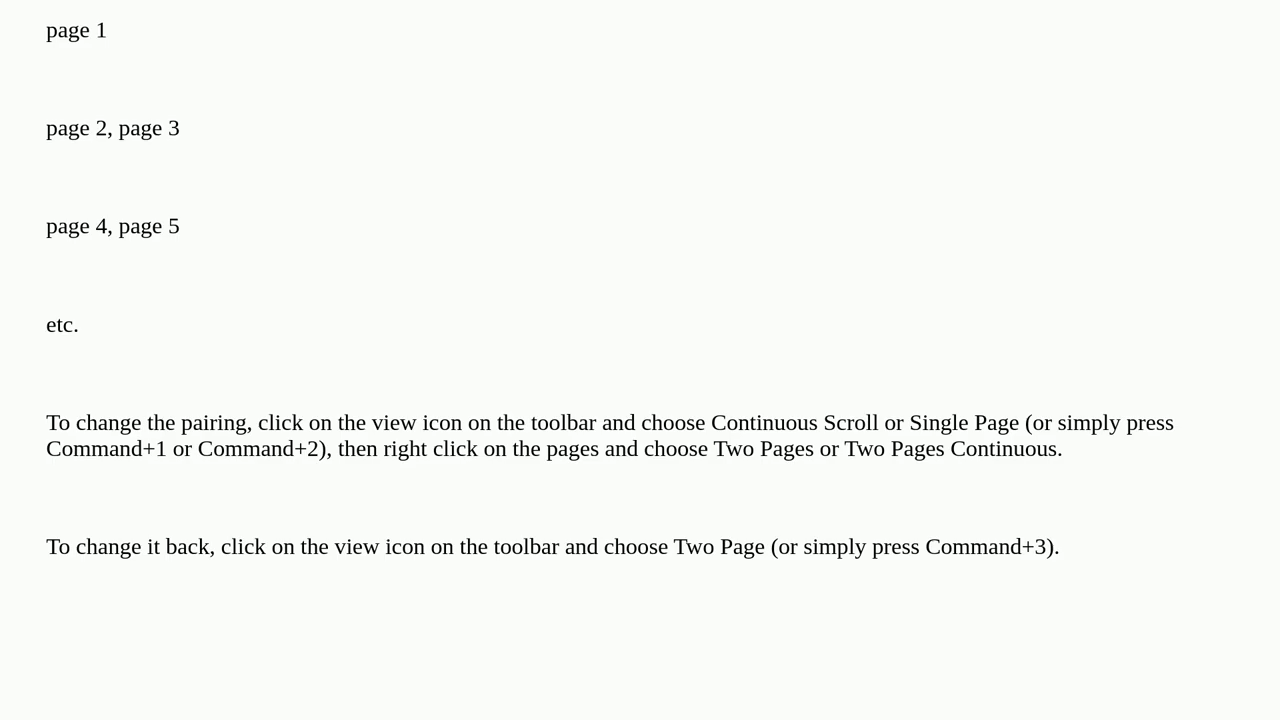 page 1
page 2, page 3
page 4, page 5
etc.
To change the pairing, click on the view icon on the toolbar and choose Continuous Scroll or Single Page (or simply press
Command+1 or Command+2), then right click on the pages and choose Two Pages or Two Pages Continuous.
To change it back, click on the view icon on the toolbar and choose Two Page (or simply press Command+3).